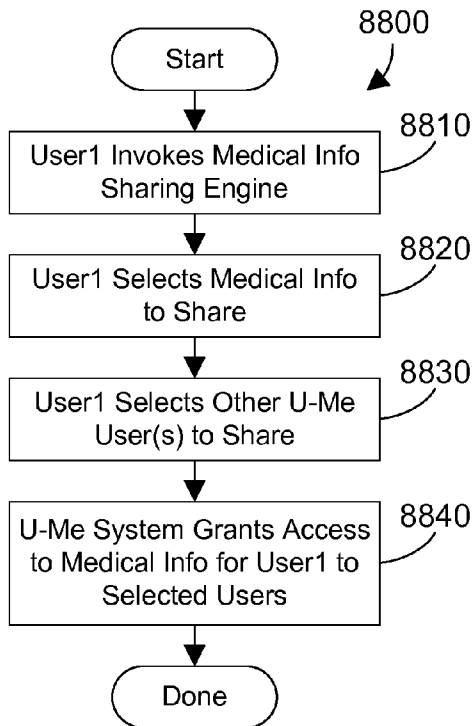 8800
Start
8810
User1 Invokes Medical Info
Sharing Engine
8820
User1 Selects Medical Info
to Share
8830
User1 Selects Other U-Me
User(s) to Share
8840
U-Me System Grants Access
to Medical Info for User1 to
Selected Users
Done